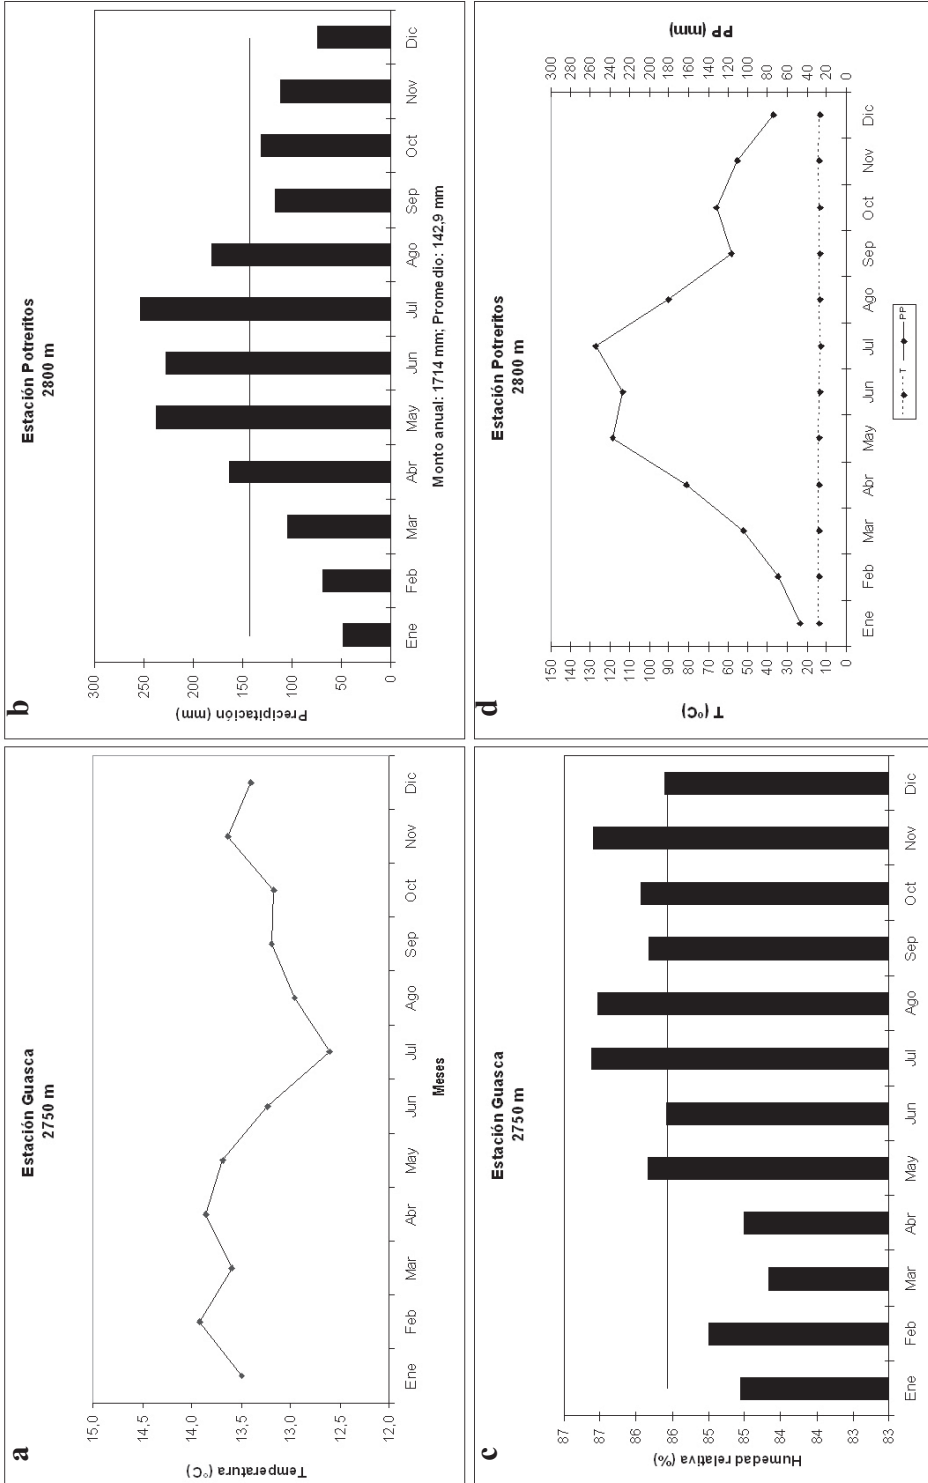 a
Estación Guasca
2750 m
Temperatura (°C)
15,0
14,5
14,0
13,5
13,0
12,5
12,0
Ene Feb Mar Abr May Jun Jul Ago Sep Oct Nov Dic
Meses
b
Estación Potreritos
2800 m
Precipitación (mm)
300
250
200
150
100
50
0
Ene Feb Mar Abr May Jun Jul Ago Sep Oct Nov Dic
Monto anual: 1714 mm; Promedio: 142,9 mm
c
Estación Guasca
2750 m
Humedad relativa (%)
87
87
86
86
85
85
84
84
83
83
Ene Feb Mar Abr May Jun Jul Ago Sep Oct Nov Dic
d
Estación Potreritos
2800 m
T (°C)
150
140
130
120
110
100
90
80
70
60
50
40
30
20
10
0
PP (mm)
300
280
260
240
220
200
180
160
140
120
100
80
60
40
20
0
Ene Feb Mar Abr May Jun Jul Ago Sep Oct Nov Dic
T PP